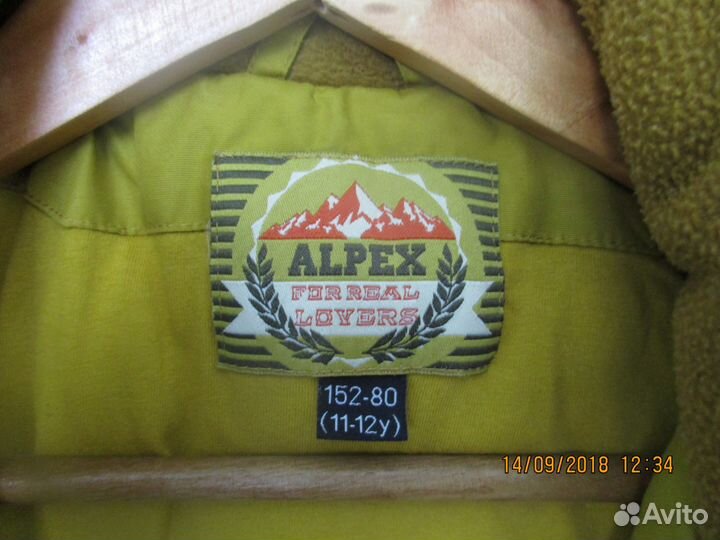 ALPEX
FOR REAL
LOVERS
152-80
(11-12y)
14/09/2018 12:34
Avito